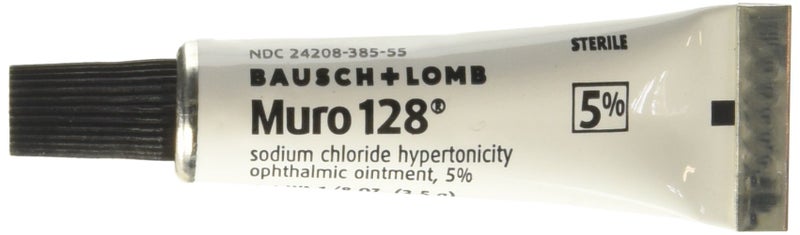 NDC 24208-385-55
STERILE
BAUSCH+LOMB
Muro 128®
5%
sodium chloride hypertonicity
ophthalmic ointment, 5%